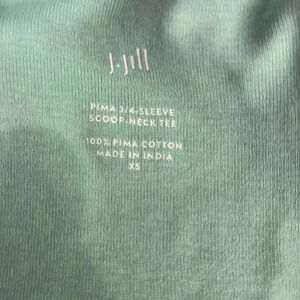 J.Jill
PIMA 3/4-SLEEVE
SCOOP-NECK TEE
100% PIMA COTTON
MADE IN INDIA
XS